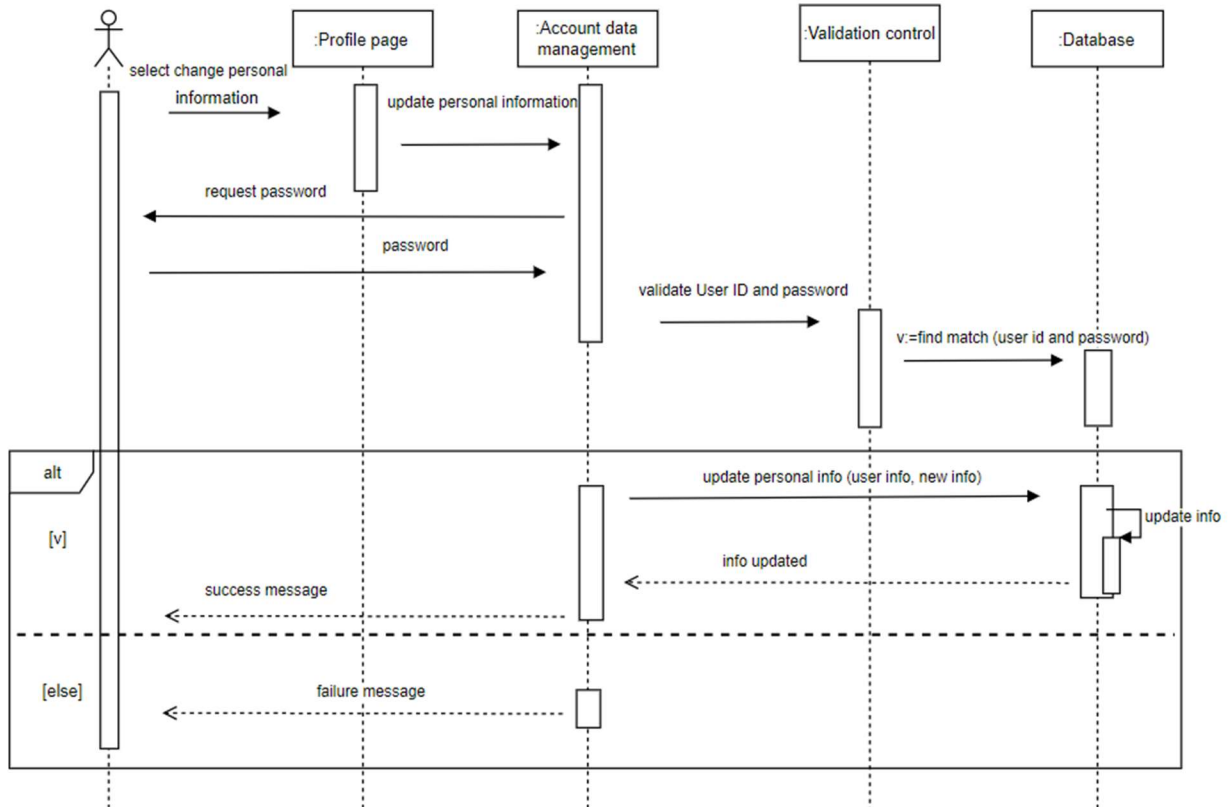 :Profile page
:Account data
management
:Validation control
:Database
select change personal
information
update personal information
request password
password
validate User ID and password
v:=find match (user id and password)
alt
update personal info (user info, new info)
update info
[v]
info updated
success message
[else]
failure message